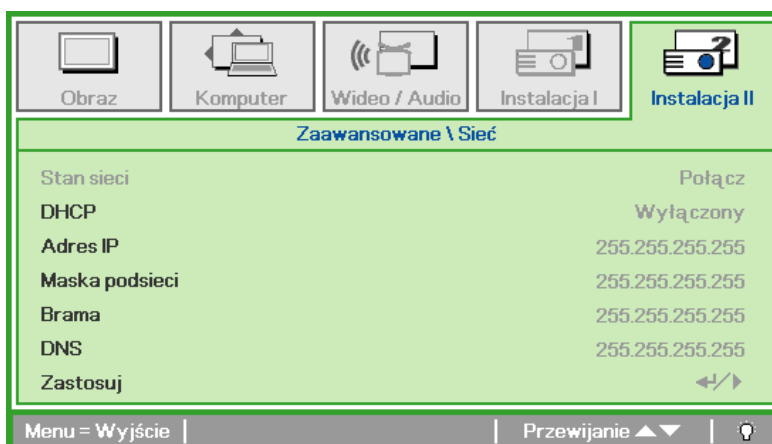 Obraz
Komputer
Wideo / Audio
1
Instalacja I
2
Instalacja II
Zaawansowane \ Sieć
Stan sieci Połącz
DHCP Wyłączony
Adres IP 255.255.255.255
Maska podsieci 255.255.255.255
Brama 255.255.255.255
DNS 255.255.255.255
Zastosuj
Menu = Wyjście Przewijanie